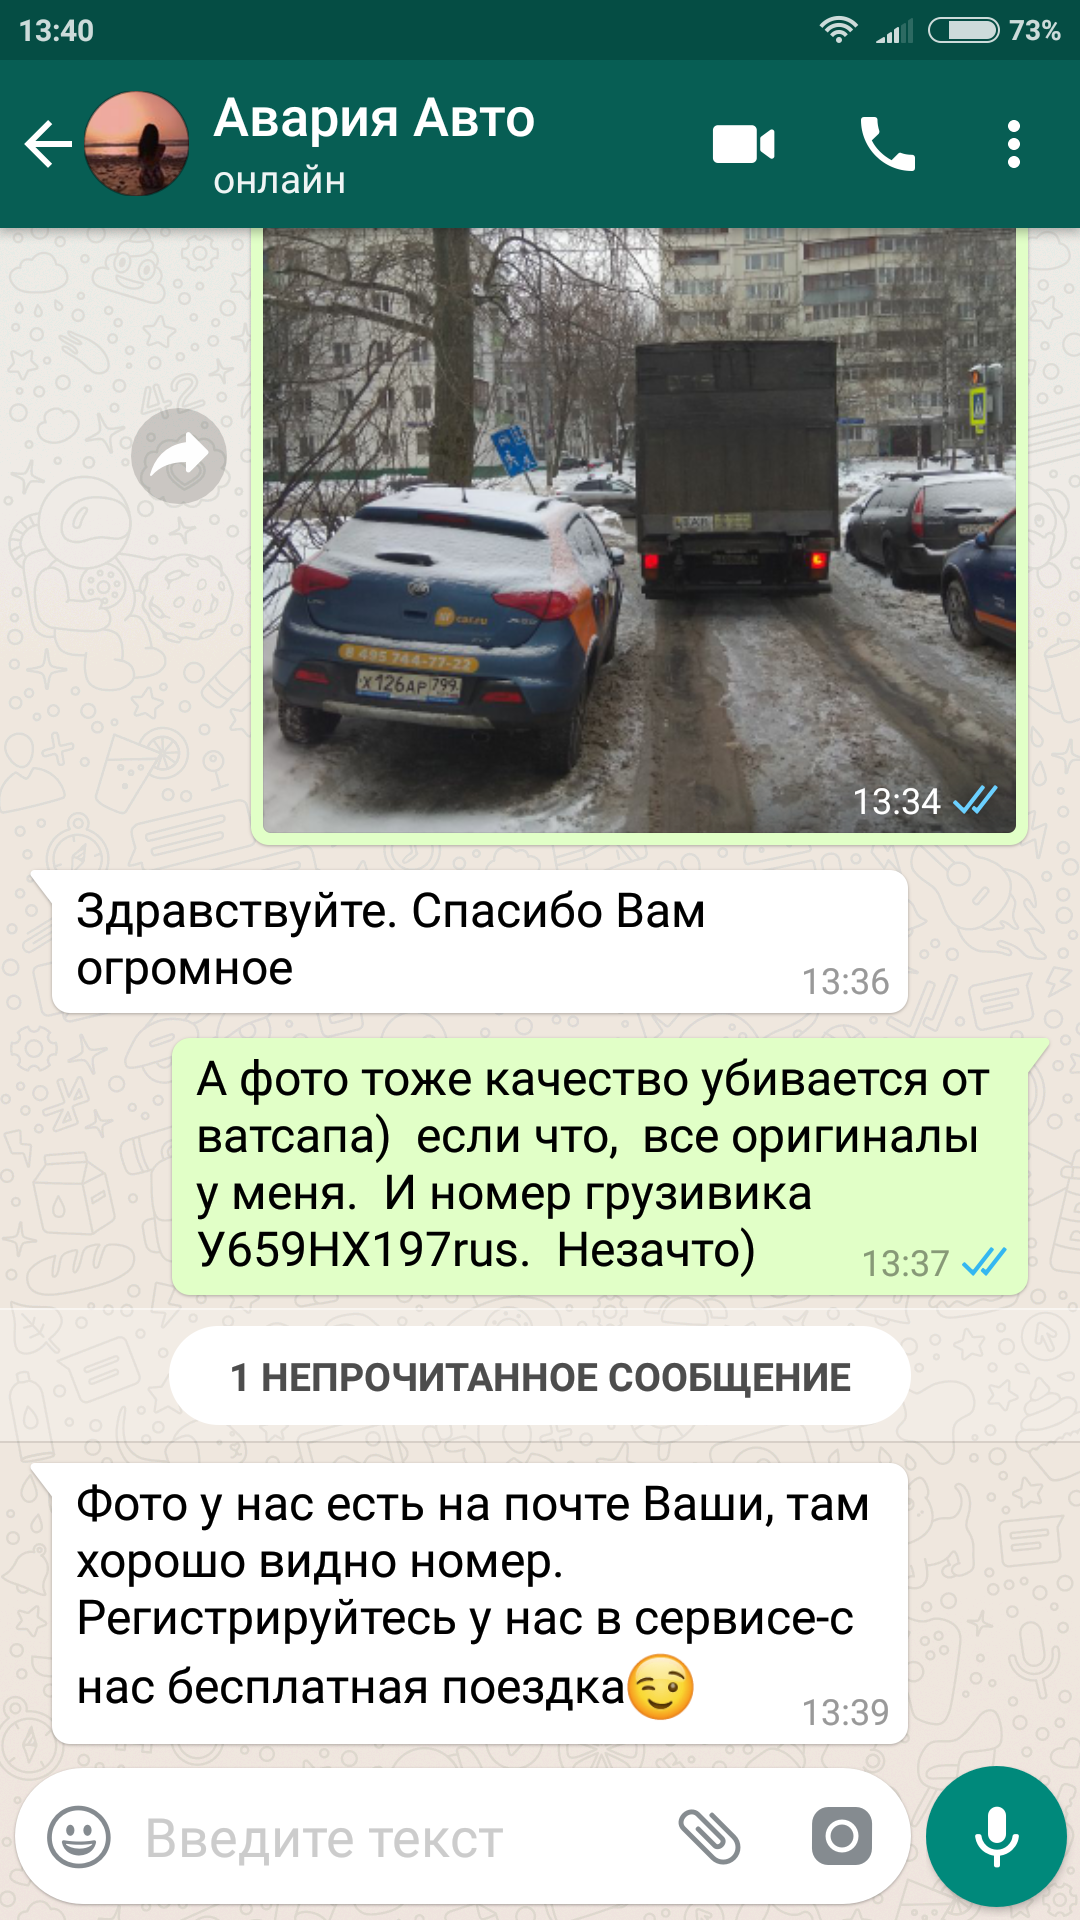 13:40
73%
Авария Авто
онлайн
car.ru
8 495 744-77-22
Х126АР 799
13:34
Здравствуйте. Спасибо Вам
огромное
13:36
А фото тоже качество убивается от
ватсапа)  если что,  все оригиналы
у меня.  И номер грузивика
У659НХ197rus.  Незачто)
13:37
1 НЕПРОЧИТАННОЕ СООБЩЕНИЕ
Фото у нас есть на почте Ваши, там
хорошо видно номер.
Регистрируйтесь у нас в сервисе-с
нас бесплатная поездка
13:39
Введите текст